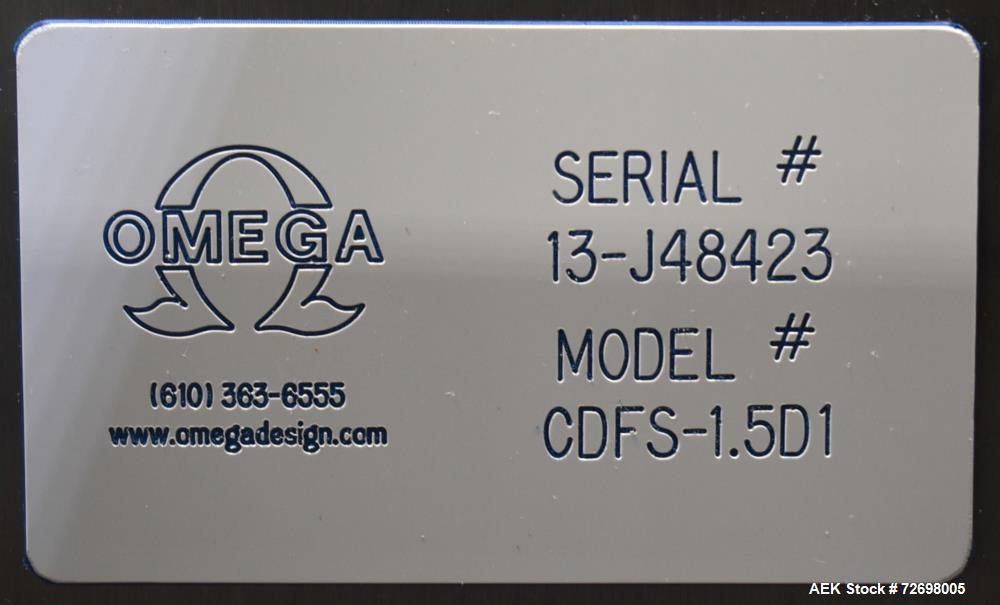 OMEGA
(610) 363-6555
www.omegadesign.com
SERIAL #
13-J48423
MODEL #
CDFS-1.5D1
AEK Stock # 72698005